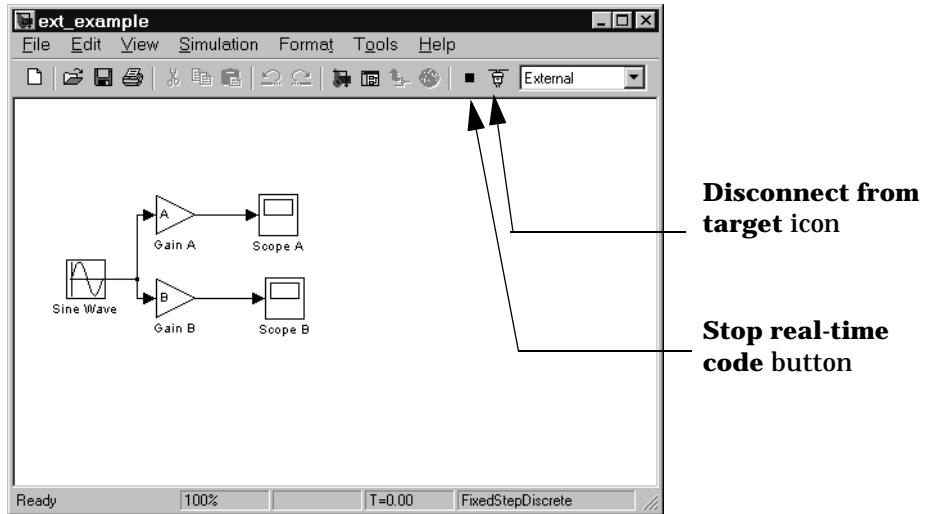 ext_example
File Edit View Simulation Format Tools Help
External
A
Gain A
Scope A
Sine Wave
B
Gain B
Scope B
Disconnect from
target icon
Stop real-time
code button
Ready 100% T=0.00 FixedStepDiscrete